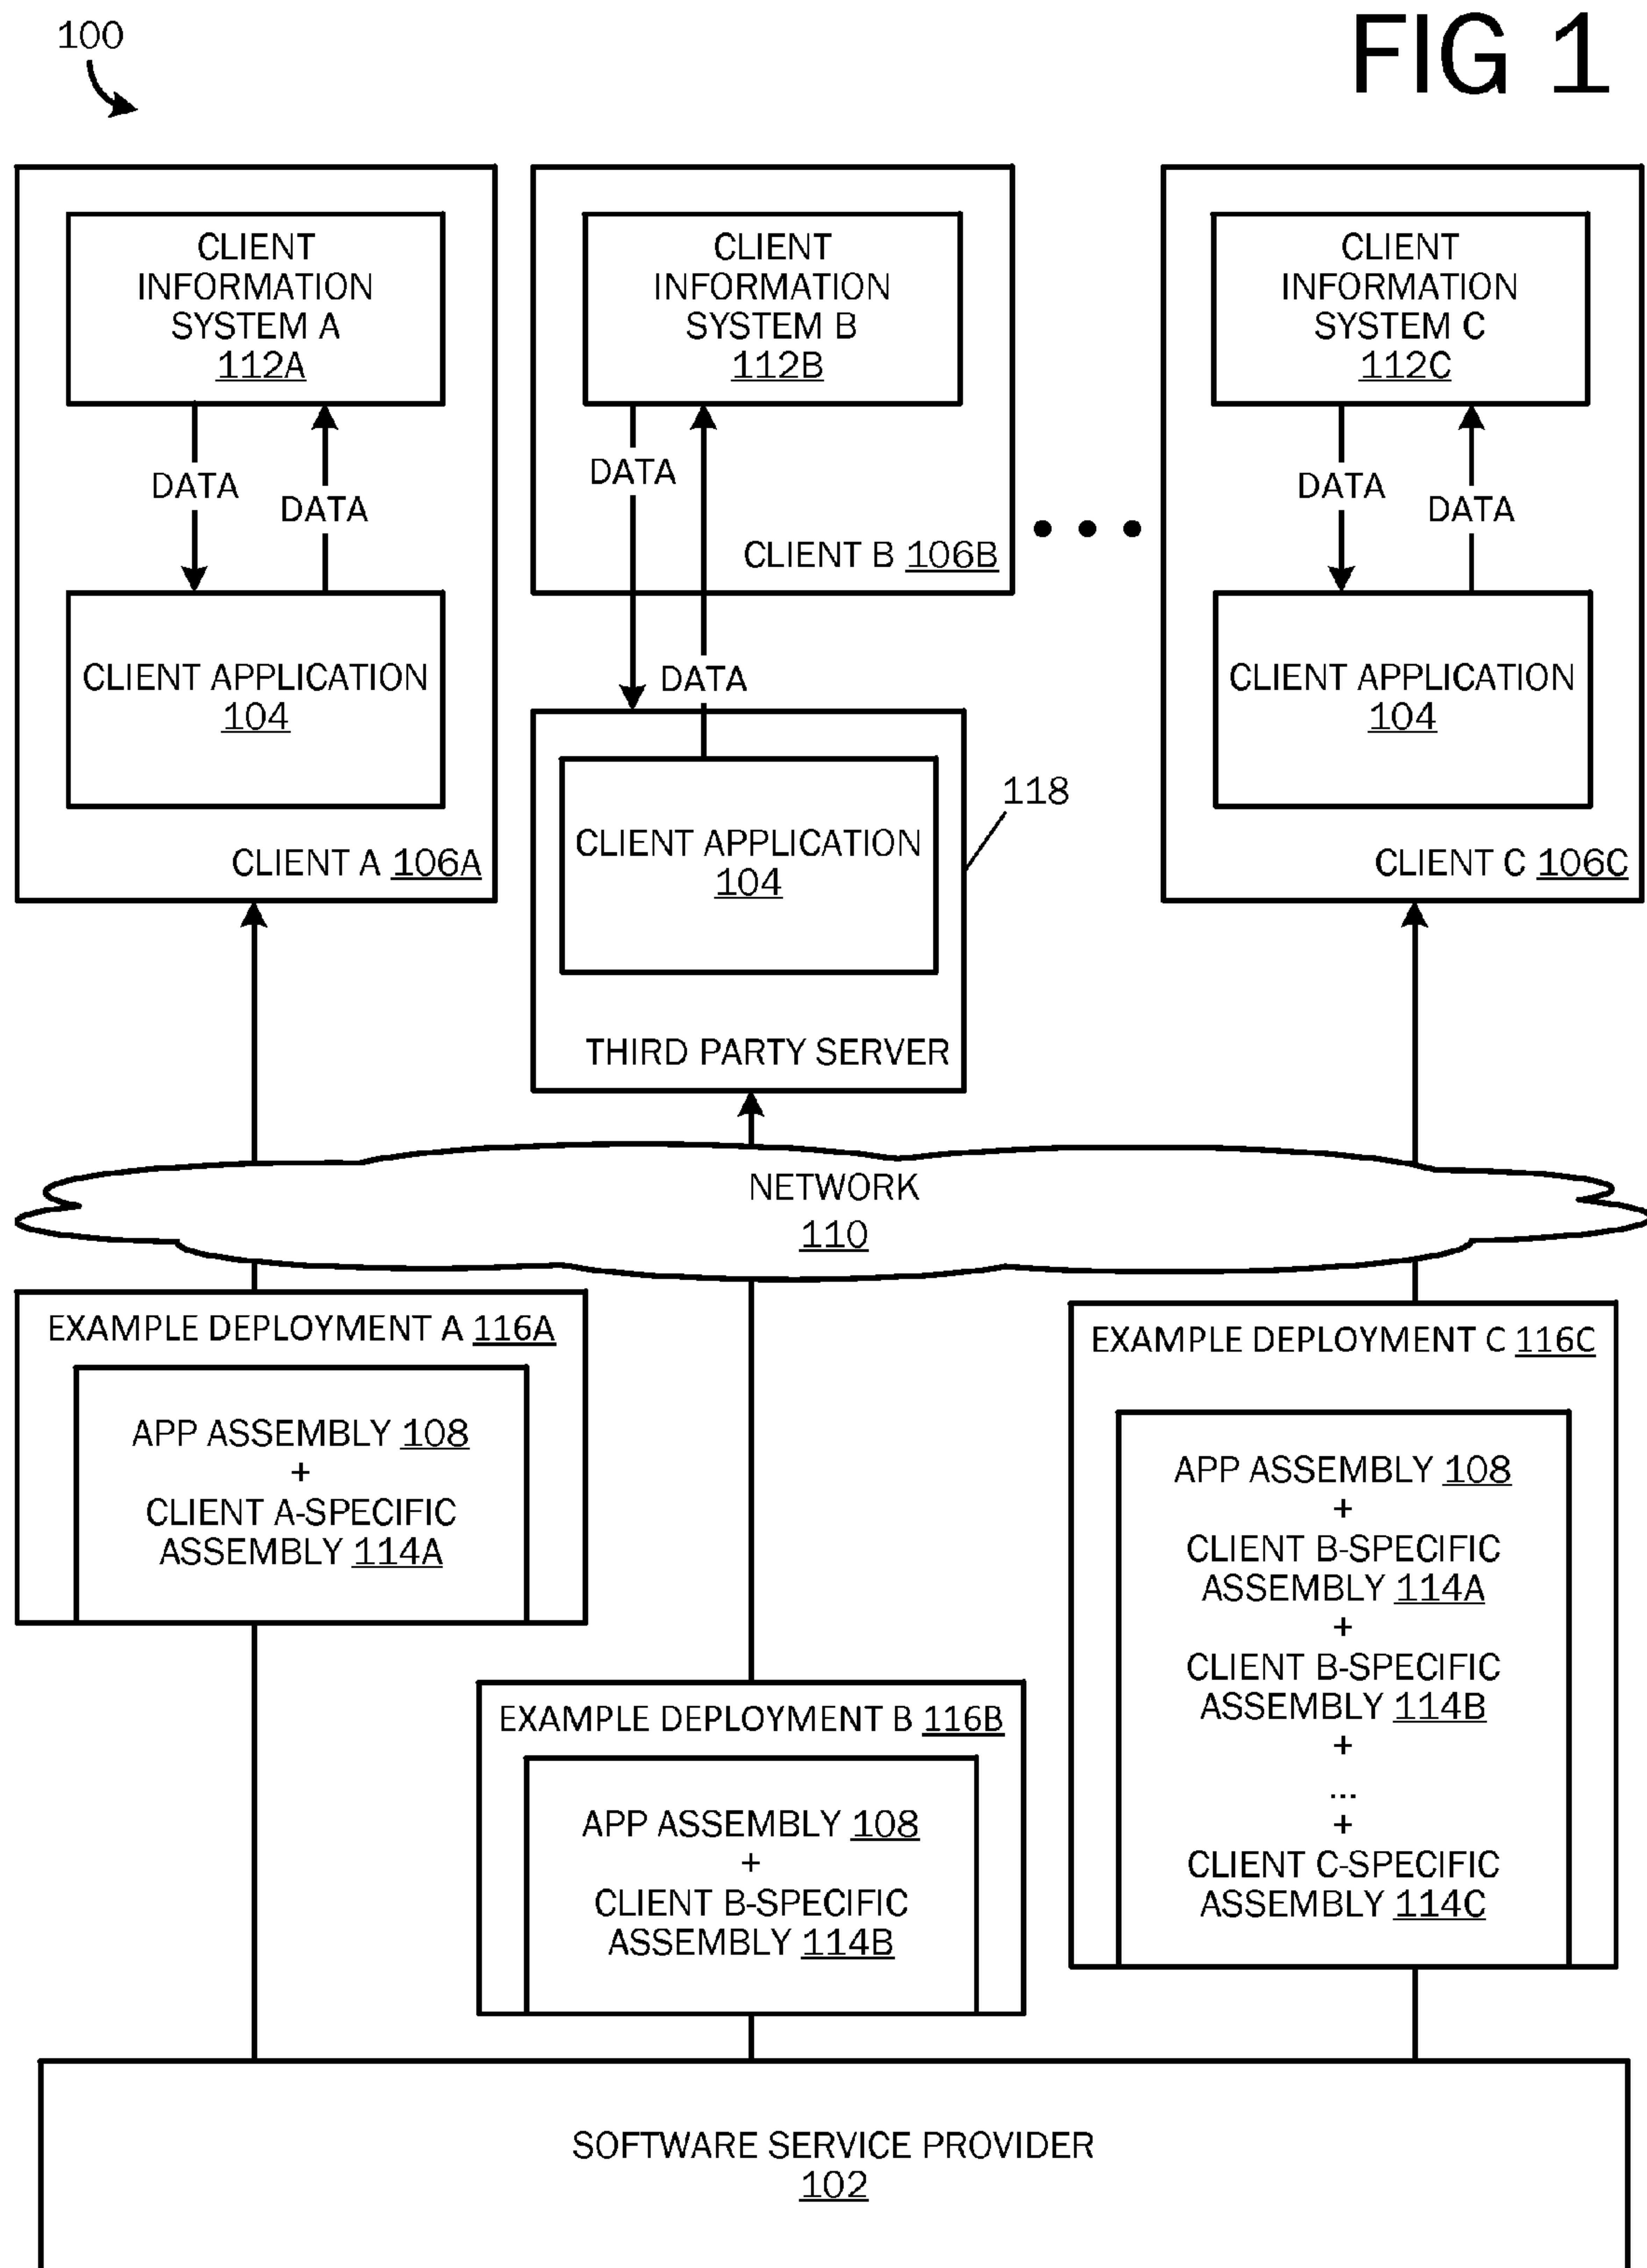 100
FIG 1
CLIENT
INFORMATION
SYSTEM A
112A
DATA
DATA
CLIENT APPLICATION
104
CLIENT A 106A
CLIENT
INFORMATION
SYSTEM B
112B
DATA
CLIENT B 106B
DATA
CLIENT APPLICATION
104
THIRD PARTY SERVER
118
• • •
CLIENT
INFORMATION
SYSTEM C
112C
DATA
DATA
CLIENT APPLICATION
104
CLIENT C 106C
NETWORK
110
EXAMPLE DEPLOYMENT A 116A
APP ASSEMBLY 108
+
CLIENT A-SPECIFIC
ASSEMBLY 114A
EXAMPLE DEPLOYMENT B 116B
APP ASSEMBLY 108
+
CLIENT B-SPECIFIC
ASSEMBLY 114B
EXAMPLE DEPLOYMENT C 116C
APP ASSEMBLY 108
+
CLIENT B-SPECIFIC
ASSEMBLY 114A
+
CLIENT B-SPECIFIC
ASSEMBLY 114B
+
...
+
CLIENT C-SPECIFIC
ASSEMBLY 114C
SOFTWARE SERVICE PROVIDER
102